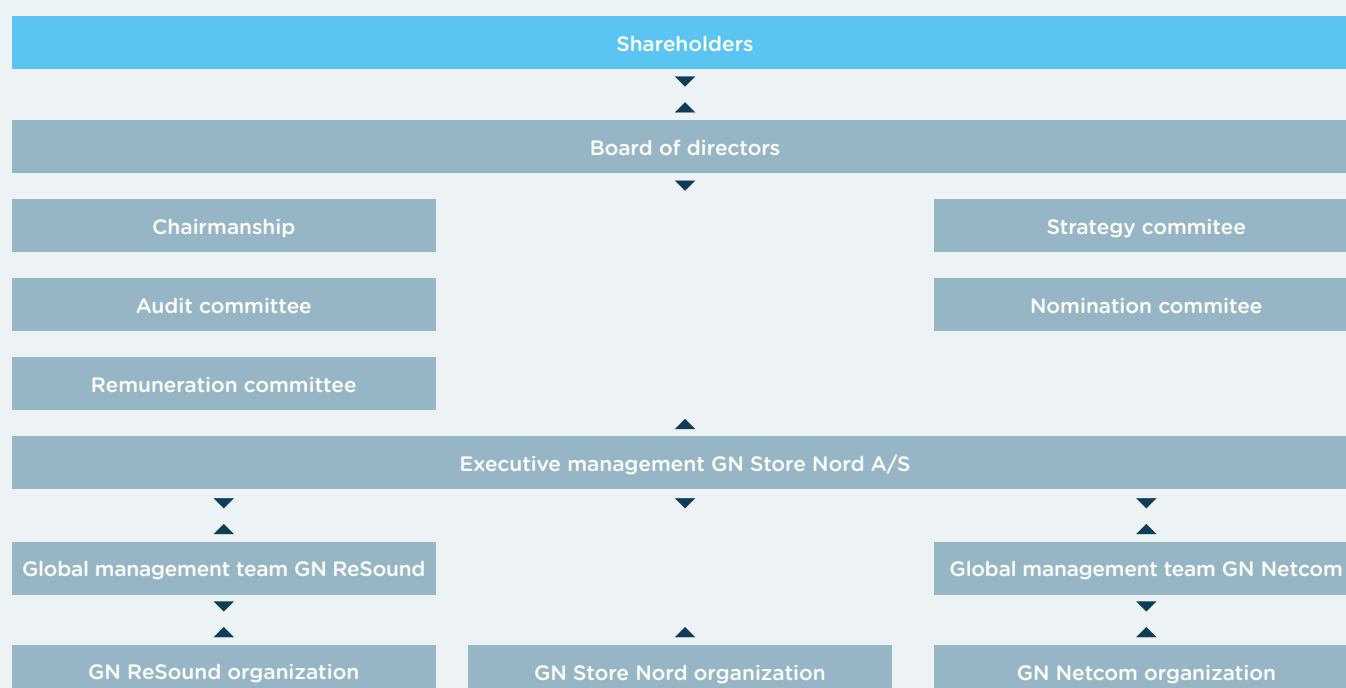 Shareholders
Board of directors
Chairmanship
Strategy commitee
Audit committee
Nomination commitee
Remuneration committee
Executive management GN Store Nord A/S
Global management team GN ReSound
Global management team GN Netcom
GN ReSound organization
GN Store Nord organization
GN Netcom organization